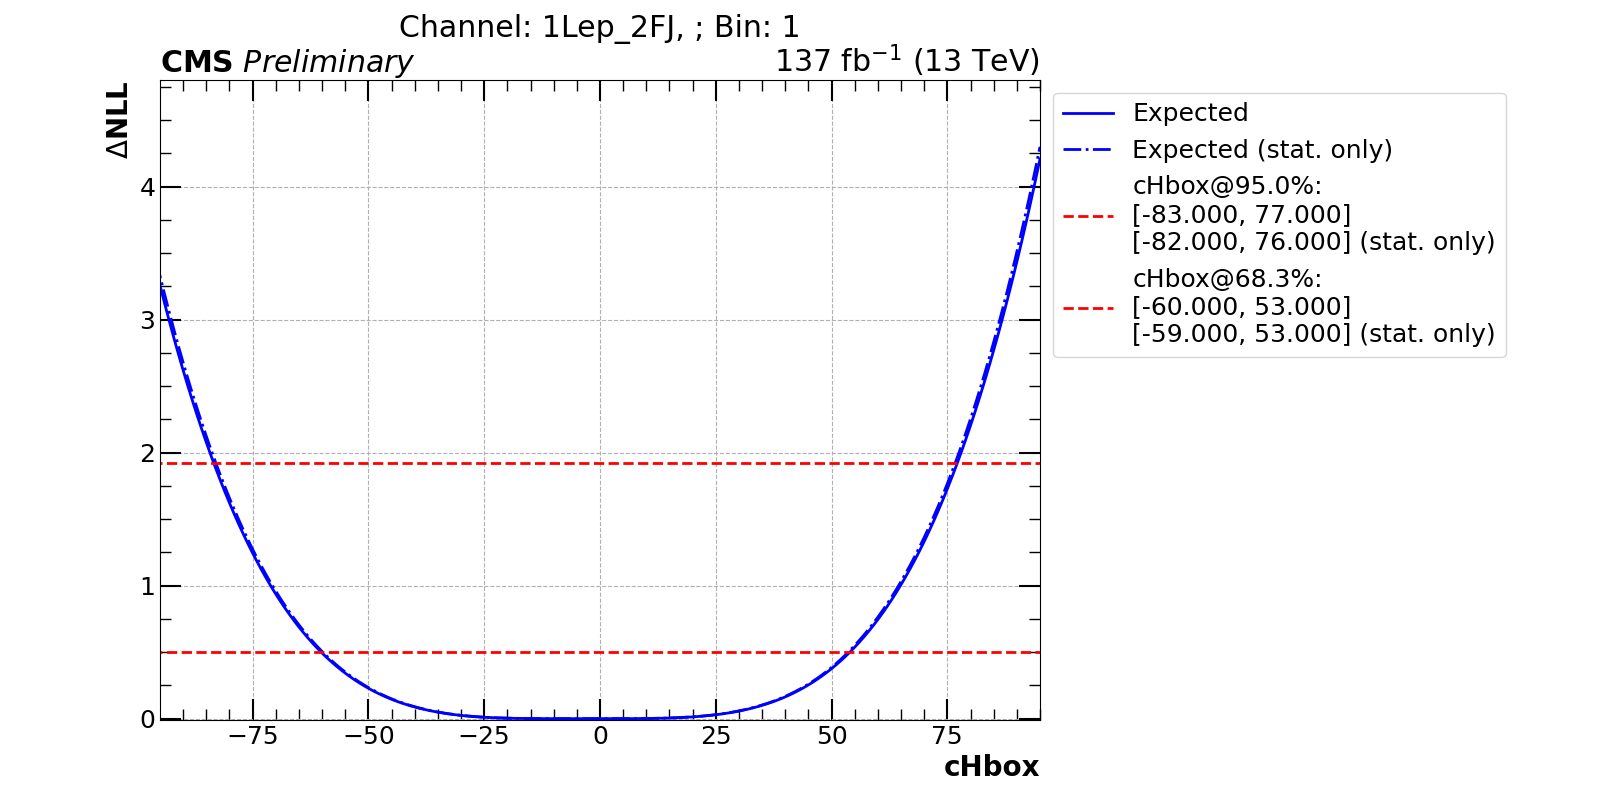 Channel: 1Lep_2FJ, ; Bin: 1
CMS Preliminary
137 fb⁻¹ (13 TeV)
ΔNLL
4
3
2
1
0
−75
−50
−25
0
25
50
75
cHbox
Expected
Expected (stat. only)
cHbox@95.0%:
[-83.000, 77.000]
[-82.000, 76.000] (stat. only)
cHbox@68.3%:
[-60.000, 53.000]
[-59.000, 53.000] (stat. only)